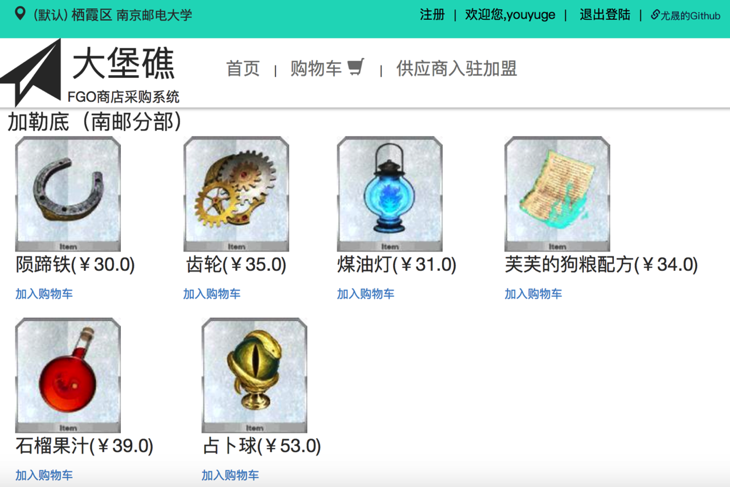 (默认) 栖霞区 南京邮电大学
注册 | 欢迎您,youyuge | 退出登陆 | 尤晟的Github
大堡礁
FGO商店采购系统
首页 | 购物车 | 供应商入驻加盟
加勒底（南邮分部）
Item Item Item Item
陨蹄铁(￥30.0) 齿轮(￥35.0) 煤油灯(￥31.0) 芙芙的狗粮配方(￥34.0)
加入购物车 加入购物车 加入购物车 加入购物车
Item Item
石榴果汁(￥39.0) 占卜球(￥53.0)
加入购物车 加入购物车